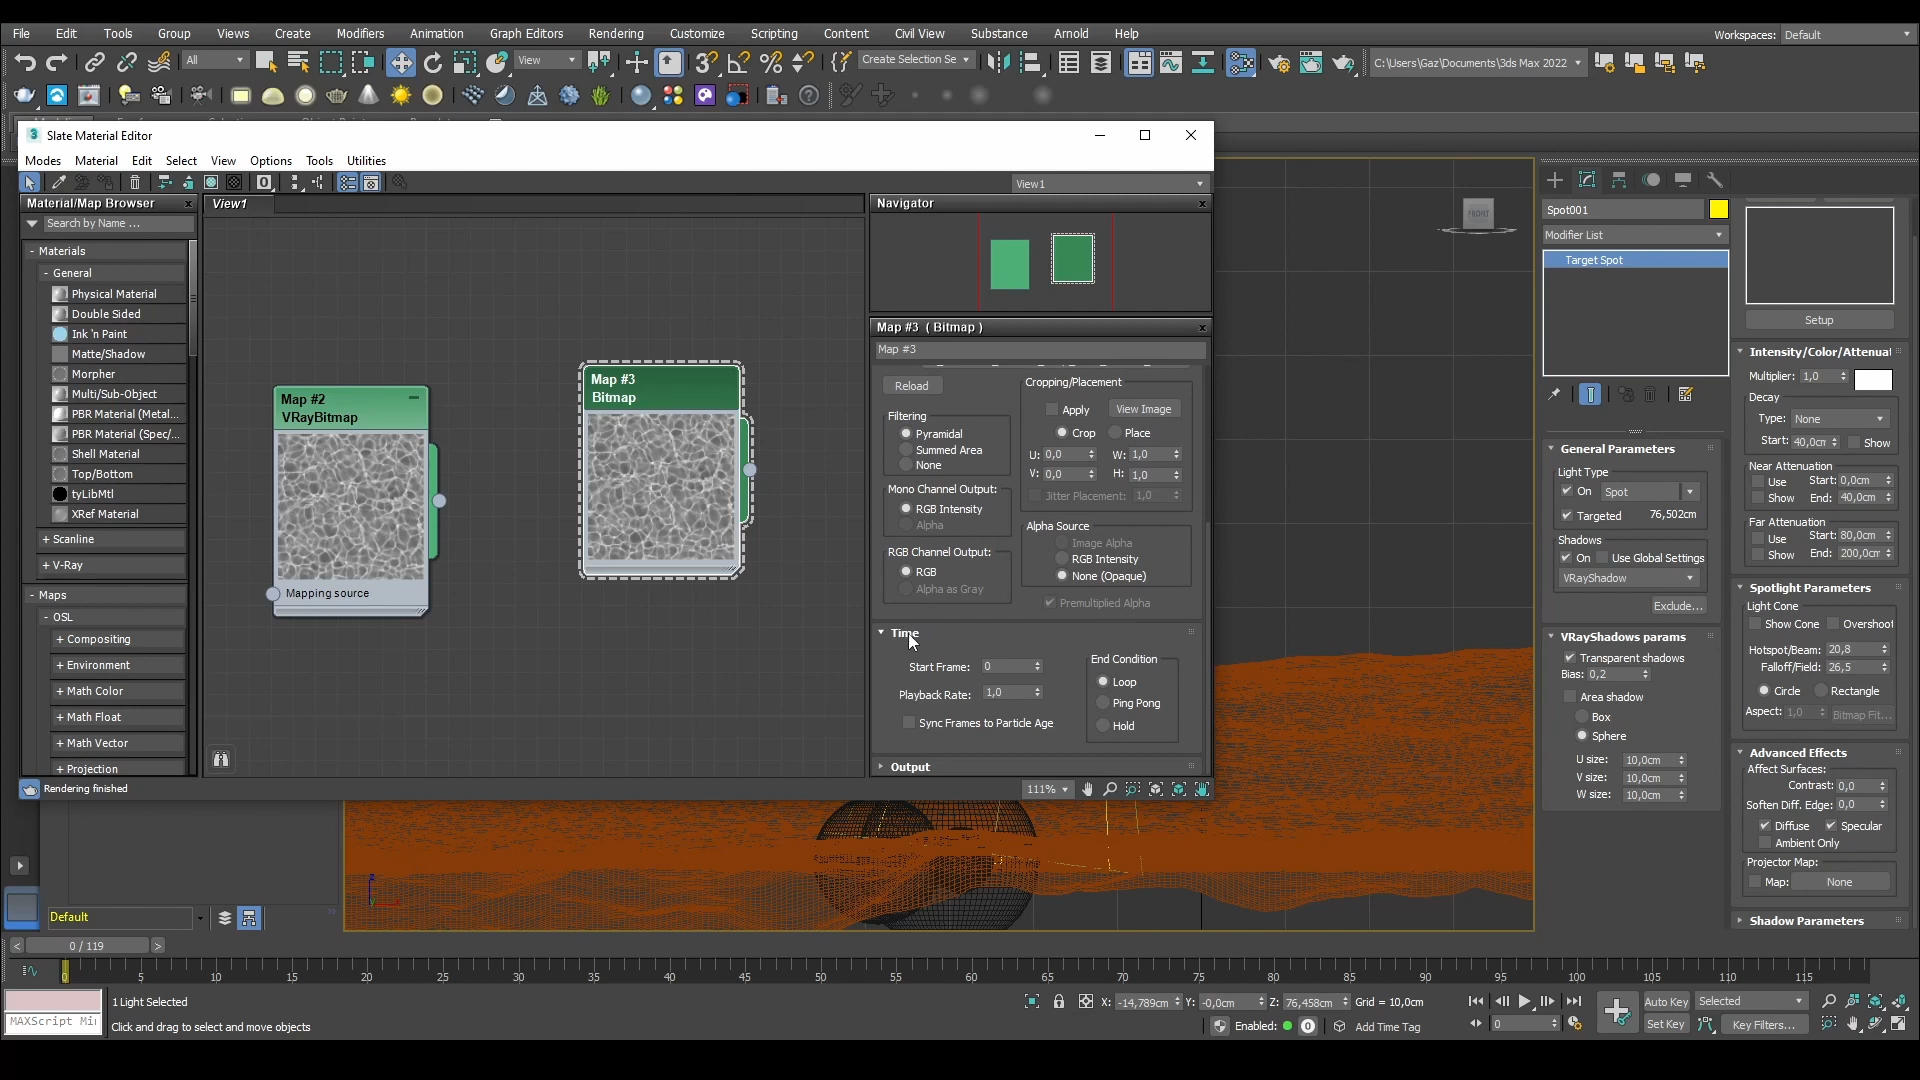 File Edit Tools Group Views Create Modifiers Animation Graph Editors Rendering Customize Scripting Content Civil View Substance Arnold Help Workspaces: Default
All View Create Selection Se C:\Users\Gaz\Documents\3ds Max 2022
3 Slate Material Editor
Modes Material Edit Select View Options Tools Utilities
View1
Material/Map Browser
Search by Name ...
- Materials
- General
Physical Material
Double Sided
Ink 'n Paint
Matte/Shadow
Morpher
Multi/Sub-Object
PBR Material (Metal...
PBR Material (Spec/...
Shell Material
Top/Bottom
tyLibMtl
XRef Material
+ Scanline
+ V-Ray
- Maps
- OSL
+ Compositing
+ Environment
+ Math Color
+ Math Float
+ Math Vector
+ Projection
Rendering finished
View1
Map #2
VRayBitmap
Mapping source
Map #3
Bitmap
Navigator
Map #3 ( Bitmap )
Map #3
Reload
Filtering
Pyramidal
Summed Area
None
Mono Channel Output:
RGB Intensity
Alpha
RGB Channel Output:
RGB
Alpha as Gray
Cropping/Placement
Apply View Image
Crop Place
U: 0,0 W: 1,0
V: 0,0 H: 1,0
Jitter Placement: 1,0
Alpha Source
Image Alpha
RGB Intensity
None (Opaque)
Premultiplied Alpha
Time
Start Frame: 0
Playback Rate: 1,0
Sync Frames to Particle Age
End Condition
Loop
Ping Pong
Hold
Output
111%
FRONT
Spot001
Modifier List
Target Spot
General Parameters
Light Type
On Spot
Targeted 76,502cm
Shadows
On Use Global Settings
VRayShadow
Exclude...
VRayShadows params
Transparent shadows
Bias: 0,2
Area shadow
Box
Sphere
U size: 10,0cm
V size: 10,0cm
W size: 10,0cm
Setup
Intensity/Color/Attenuat
Multiplier: 1,0
Decay
Type: None
Start: 40,0cm Show
Near Attenuation
Use Start: 0,0cm
Show End: 40,0cm
Far Attenuation
Use Start: 80,0cm
Show End: 200,0cm
Spotlight Parameters
Light Cone
Show Cone Overshoot
Hotspot/Beam: 20,8
Falloff/Field: 26,5
Circle Rectangle
Aspect: 1,0 Bitmap Fit...
Advanced Effects
Affect Surfaces:
Contrast: 0,0
Soften Diff. Edge: 0,0
Diffuse Specular
Ambient Only
Projector Map:
Map: None
Shadow Parameters
Default
< 0 / 119 >
0 5 10 15 20 25 30 35 40 45 50 55 60 65 70 75 80 85 90 95 100 105 110 115
1 Light Selected
X: -14,789cm Y: -0,0cm Z: 76,458cm Grid = 10,0cm
Auto Key Selected
MAXScript Mi
Click and drag to select and move objects
Enabled: 0 Add Time Tag
0
Set Key Key Filters...